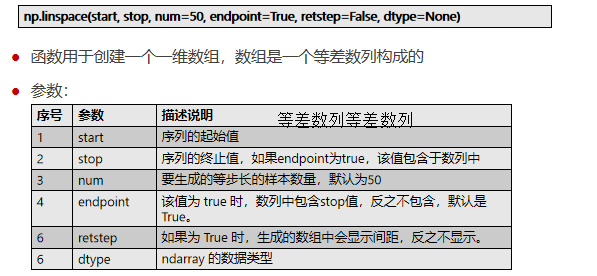 np.linspace(start, stop, num=50, endpoint=True, retstep=False, dtype=None)
● 函数用于创建一个一维数组，数组是一个等差数列构成的
● 参数：
序号 参数 描述说明 等差数列等差数列
1 start 序列的起始值
2 stop 序列的终止值，如果endpoint为true，该值包含于数列中
3 num 要生成的等步长的样本数量，默认为50
4 endpoint 该值为 true 时，数列中包含stop值，反之不包含，默认是
True。
6 retstep 如果为 True 时，生成的数组中会显示间距，反之不显示。
6 dtype ndarray 的数据类型